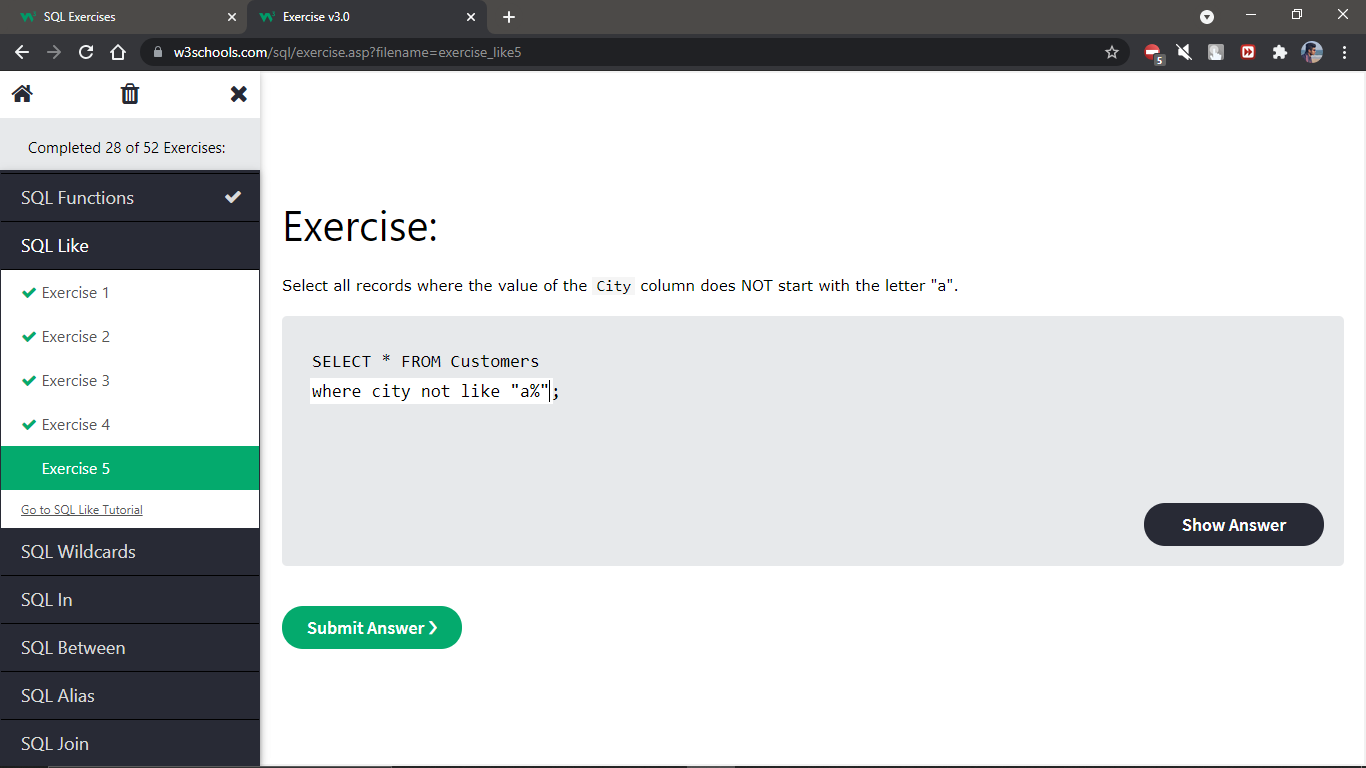 SQL Exercises
Exercise v3.0
w3schools.com/sql/exercise.asp?filename=exercise_like5
5
Completed 28 of 52 Exercises:
SQL Functions
SQL Like
Exercise 1
Exercise 2
Exercise 3
Exercise 4
Exercise 5
Go to SQL Like Tutorial
SQL Wildcards
SQL In
SQL Between
SQL Alias
SQL Join
Exercise:
Select all records where the value of the City column does NOT start with the letter "a".
SELECT * FROM Customers
where city not like "a%";
Show Answer
Submit Answer ❯